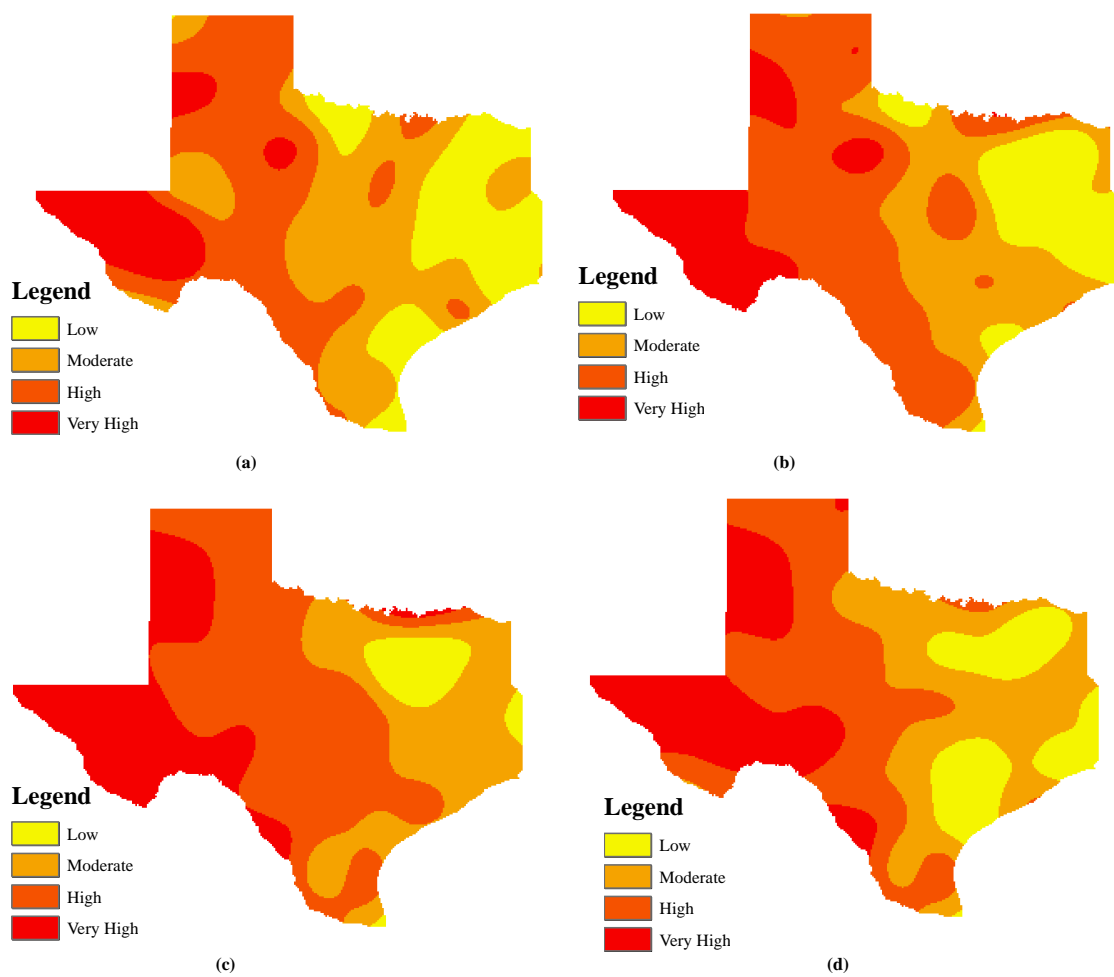 Legend
Low
Moderate
High
Very High
(a)
Legend
Low
Moderate
High
Very High
(b)
Legend
Low
Moderate
High
Very High
(c)
Legend
Low
Moderate
High
Very High
(d)